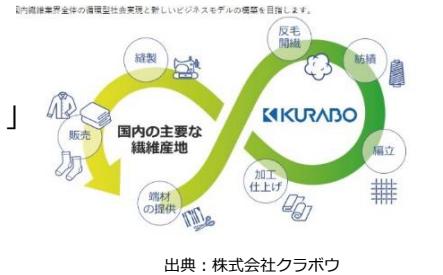 国内繊維業界全体の循環型社会実現と新しいビジネスモデルの構築を目指します。
反毛
開繊
紡績
縫製
」
KURABO
国内の主要な
繊維産地
販売
編立
加工
仕上げ
端材
の提供
出典：株式会社クラボウ